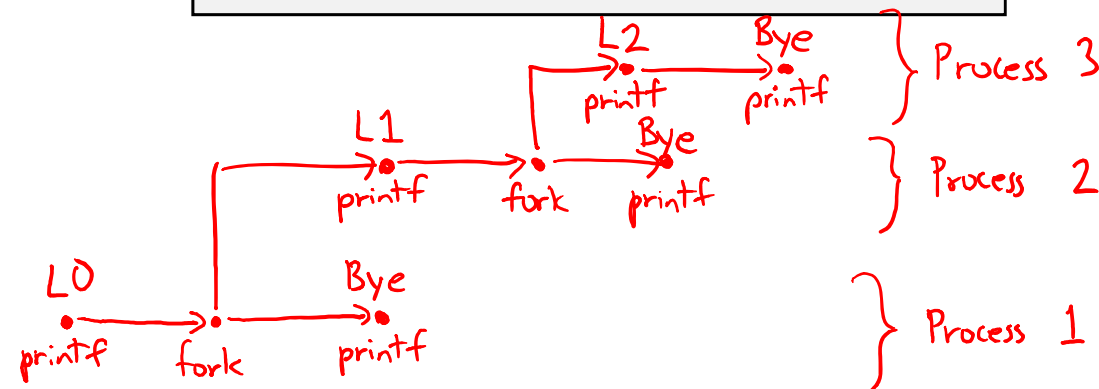 L2 Bye
printf printf
Process 3
L1 Bye
printf fork printf
Process 2
L0 Bye
printf fork printf
Process 1